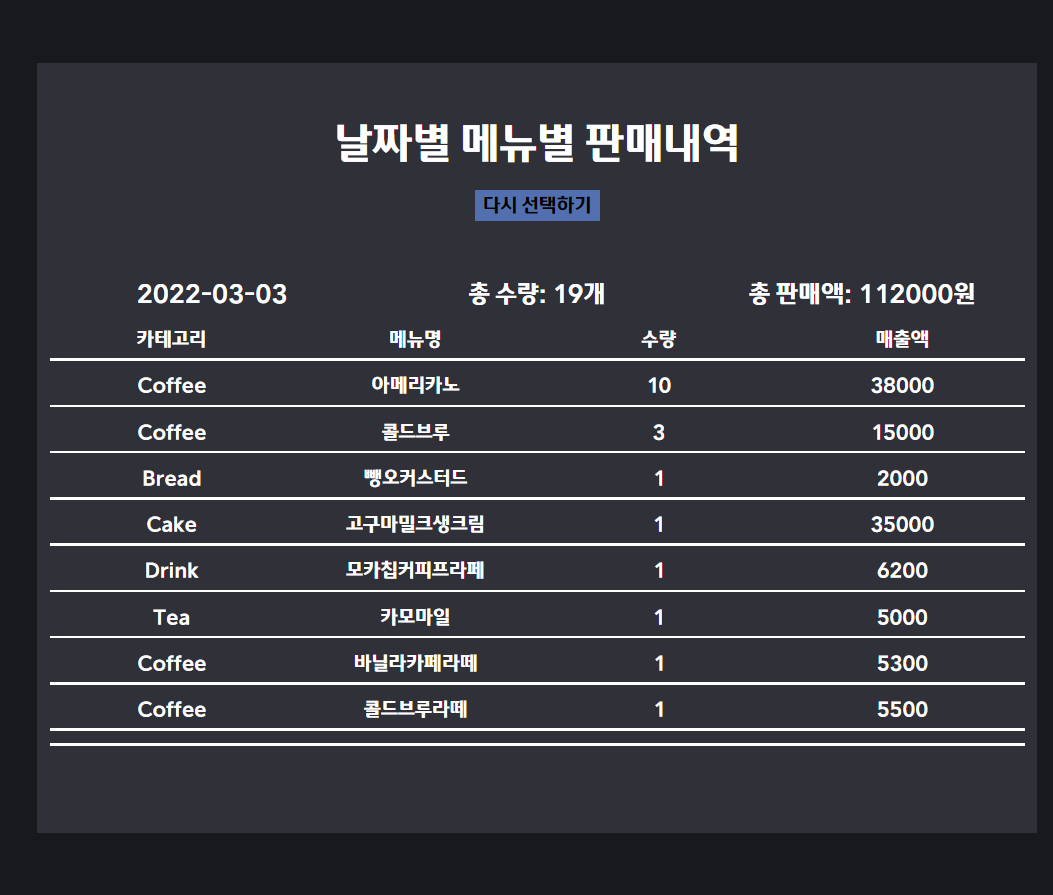 날짜별 메뉴별 판매내역
다시 선택하기
2022-03-03 총 수량: 19개 총 판매액: 112000원
카테고리 메뉴명 수량 매출액
Coffee 아메리카노 10 38000
Coffee 콜드브루 3 15000
Bread 빵오커스터드 1 2000
Cake 고구마밀크생크림 1 35000
Drink 모카칩커피프라페 1 6200
Tea 카모마일 1 5000
Coffee 바닐라카페라떼 1 5300
Coffee 콜드브루라떼 1 5500